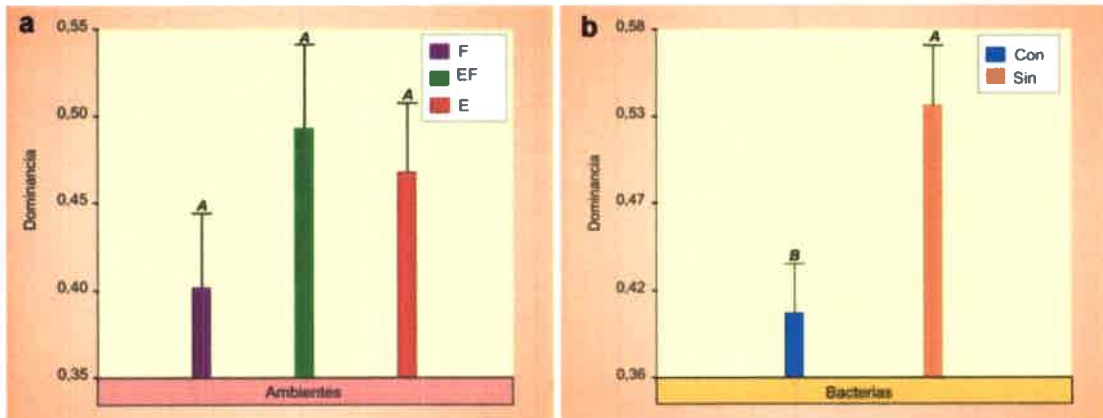 a
0,55
0,50
0,45
0,40
0,35
Dominancia
A
A
A
F
EF
E
Ambientes
b
0,58
0,53
0,47
0,42
0,36
Dominancia
B
A
Con
Sin
Bacterias